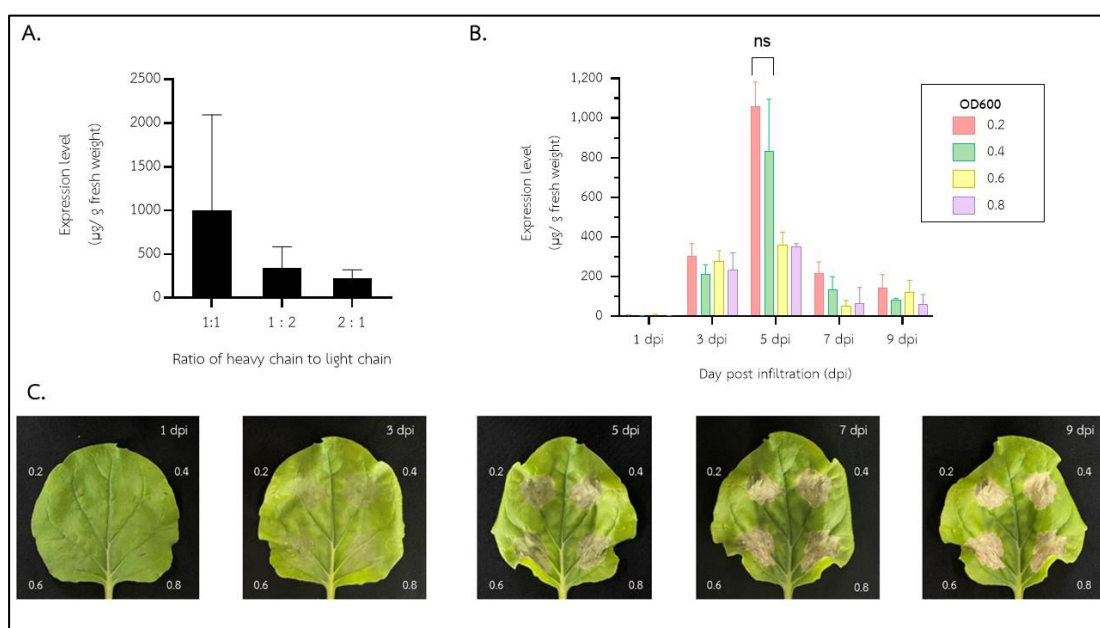 A.
Expression level
(µg/ g fresh weight)
2500
2000
1500
1000
500
0
1:1
1 : 2
2 : 1
Ratio of heavy chain to light chain
B.
ns
Expression level
(µg/ g fresh weight)
1,200
1,000
800
600
400
200
0
1 dpi
3 dpi
5 dpi
7 dpi
9 dpi
Day post infiltration (dpi)
OD600
0.2
0.4
0.6
0.8
C.
1 dpi
0.2
0.4
0.6
0.8
3 dpi
0.2
0.4
0.6
0.8
5 dpi
0.2
0.4
0.6
0.8
7 dpi
0.2
0.4
0.6
0.8
9 dpi
0.2
0.4
0.6
0.8